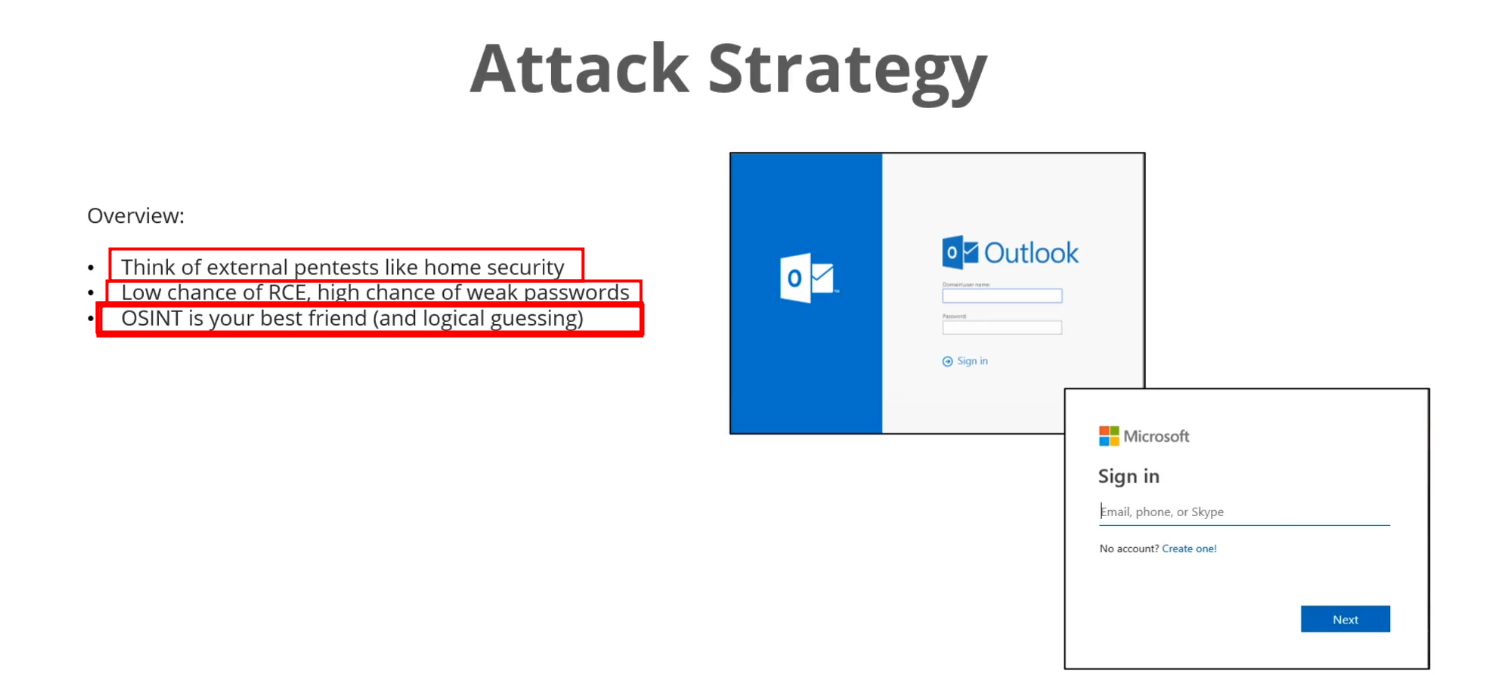 Attack Strategy
Overview:
• Think of external pentests like home security
• Low chance of RCE, high chance of weak passwords
• OSINT is your best friend (and logical guessing)
Outlook
Domain\user name:
Password:
Sign in
Microsoft
Sign in
Email, phone, or Skype
No account? Create one!
Next